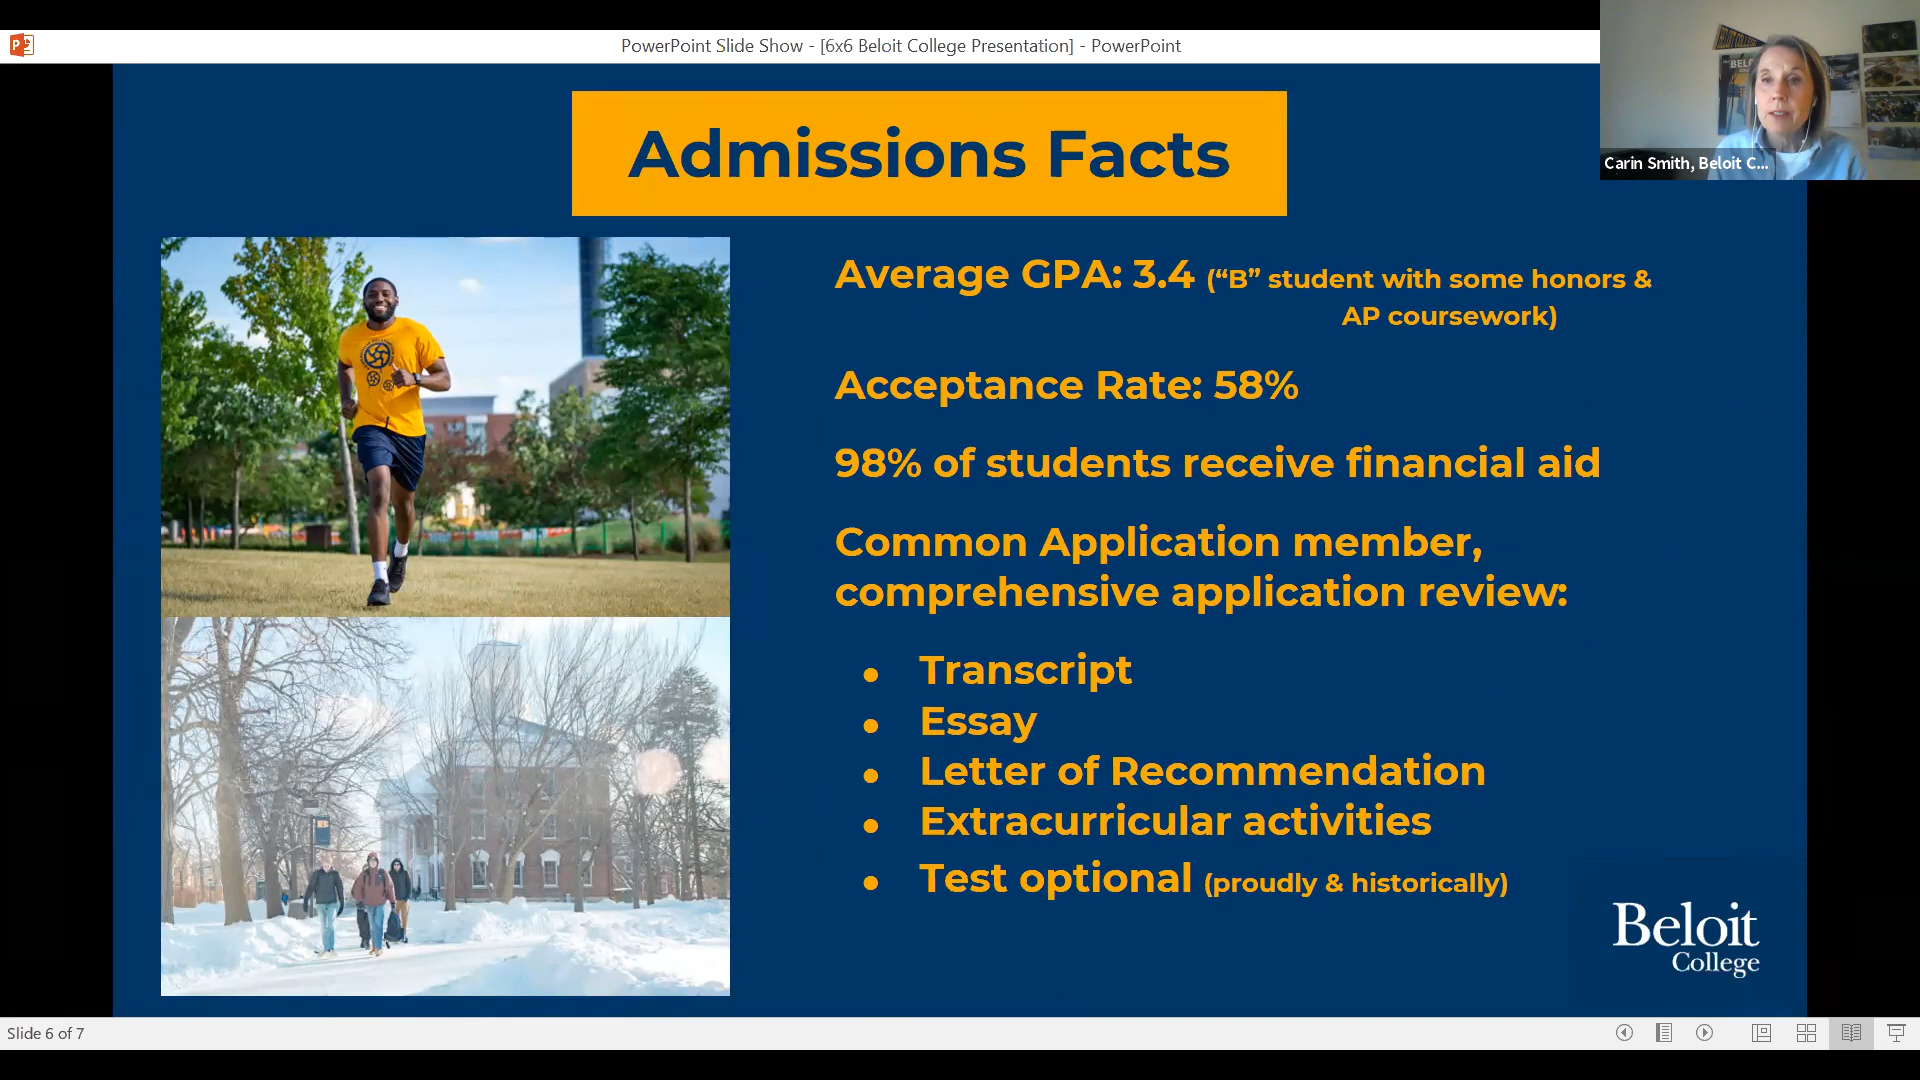 PowerPoint Slide Show - [6x6 Beloit College Presentation] - PowerPoint
Carin Smith, Beloit C...
Admissions Facts
Average GPA: 3.4 (“B” student with some honors &
AP coursework)
Acceptance Rate: 58%
98% of students receive financial aid
Common Application member,
comprehensive application review:
● Transcript
● Essay
● Letter of Recommendation
● Extracurricular activities
● Test optional (proudly & historically)
Beloit
College
Slide 6 of 7